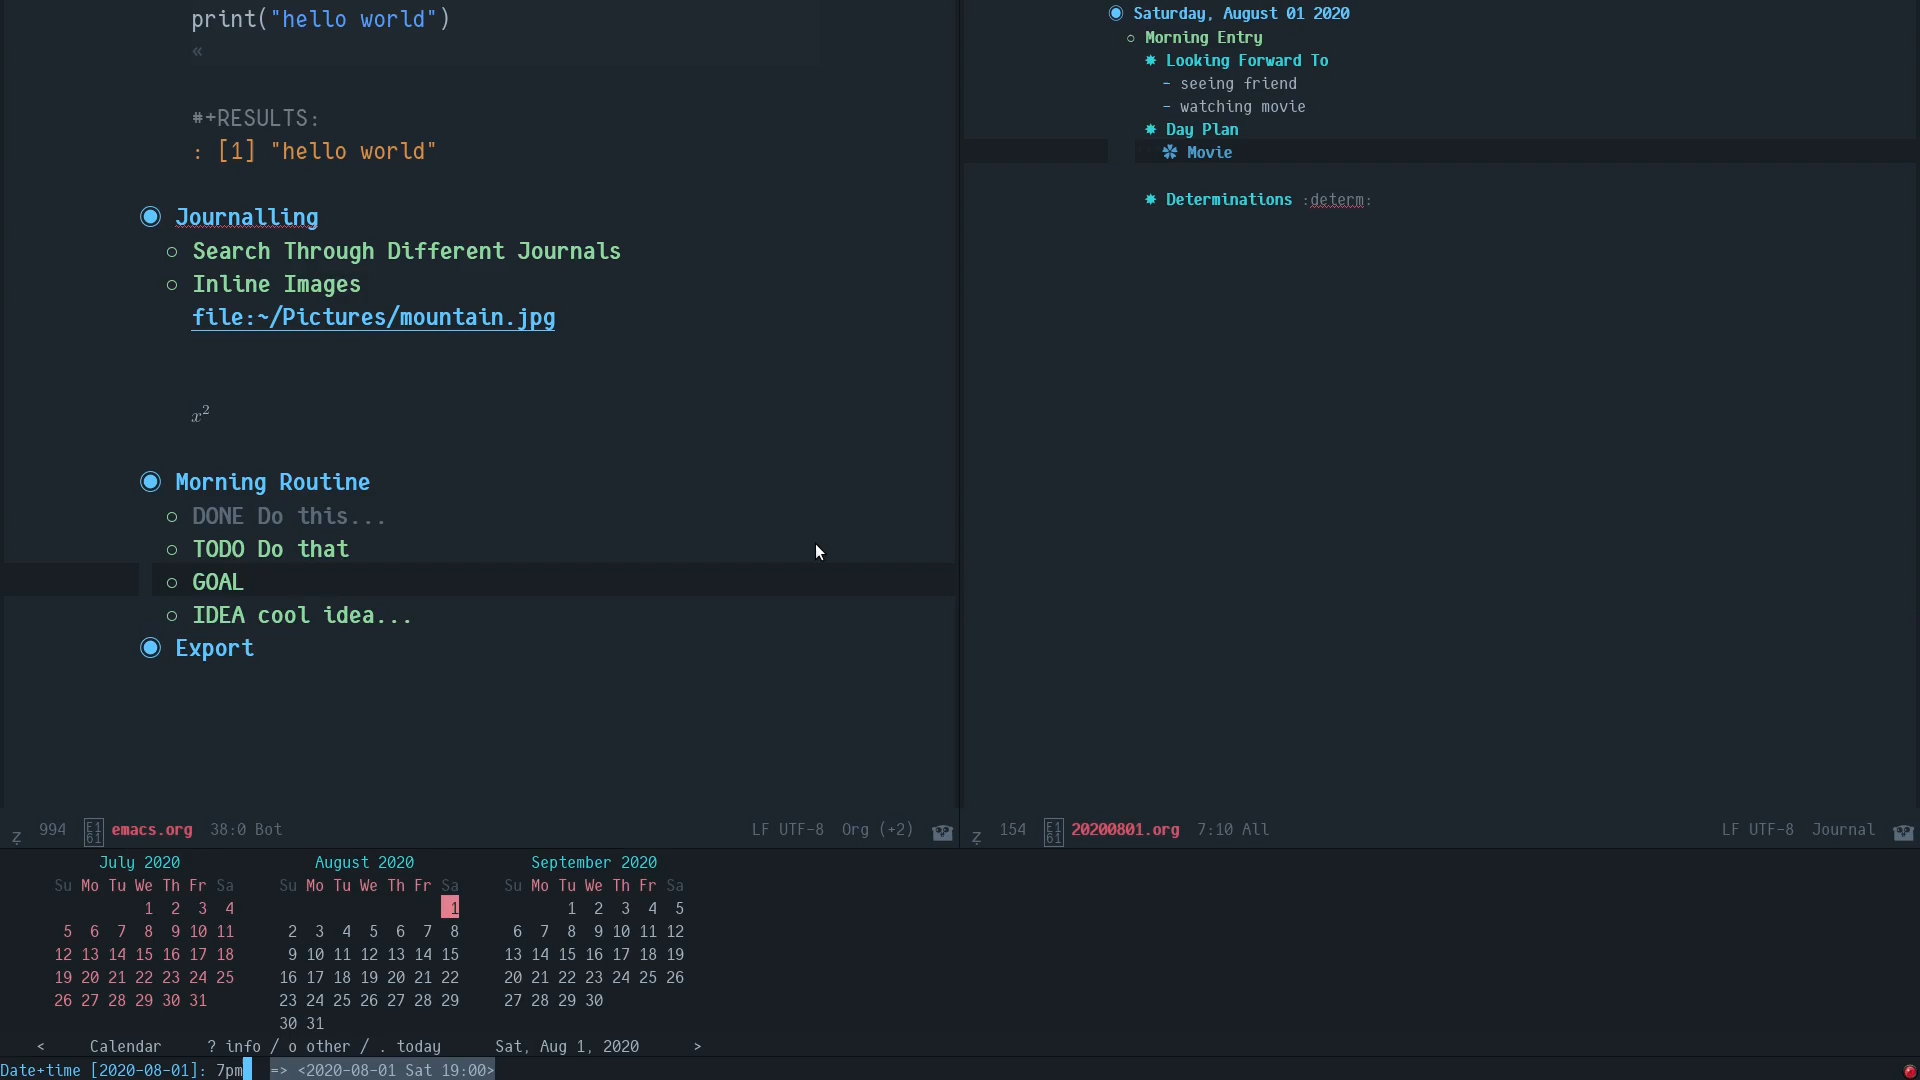 print("hello world")
«
#+RESULTS:
: [1] "hello world"
Journalling
Search Through Different Journals
Inline Images
file:~/Pictures/mountain.jpg
x²
Morning Routine
DONE Do this...
TODO Do that
GOAL
IDEA cool idea...
Export
Saturday, August 01 2020
Morning Entry
Looking Forward To
- seeing friend
- watching movie
Day Plan
Movie
Determinations :determ:
994 E161 emacs.org 38:0 Bot LF UTF-8 Org (+2)
154 E161 20200801.org 7:10 All LF UTF-8 Journal
July 2020 August 2020 September 2020
Su Mo Tu We Th Fr Sa Su Mo Tu We Th Fr Sa Su Mo Tu We Th Fr Sa
1 2 3 4 1 1 2 3 4 5
5 6 7 8 9 10 11 2 3 4 5 6 7 8 6 7 8 9 10 11 12
12 13 14 15 16 17 18 9 10 11 12 13 14 15 13 14 15 16 17 18 19
19 20 21 22 23 24 25 16 17 18 19 20 21 22 20 21 22 23 24 25 26
26 27 28 29 30 31 23 24 25 26 27 28 29 27 28 29 30
30 31
< Calendar ? info / o other / . today Sat, Aug 1, 2020 >
Date+time [2020-08-01]: 7pm => <2020-08-01 Sat 19:00>